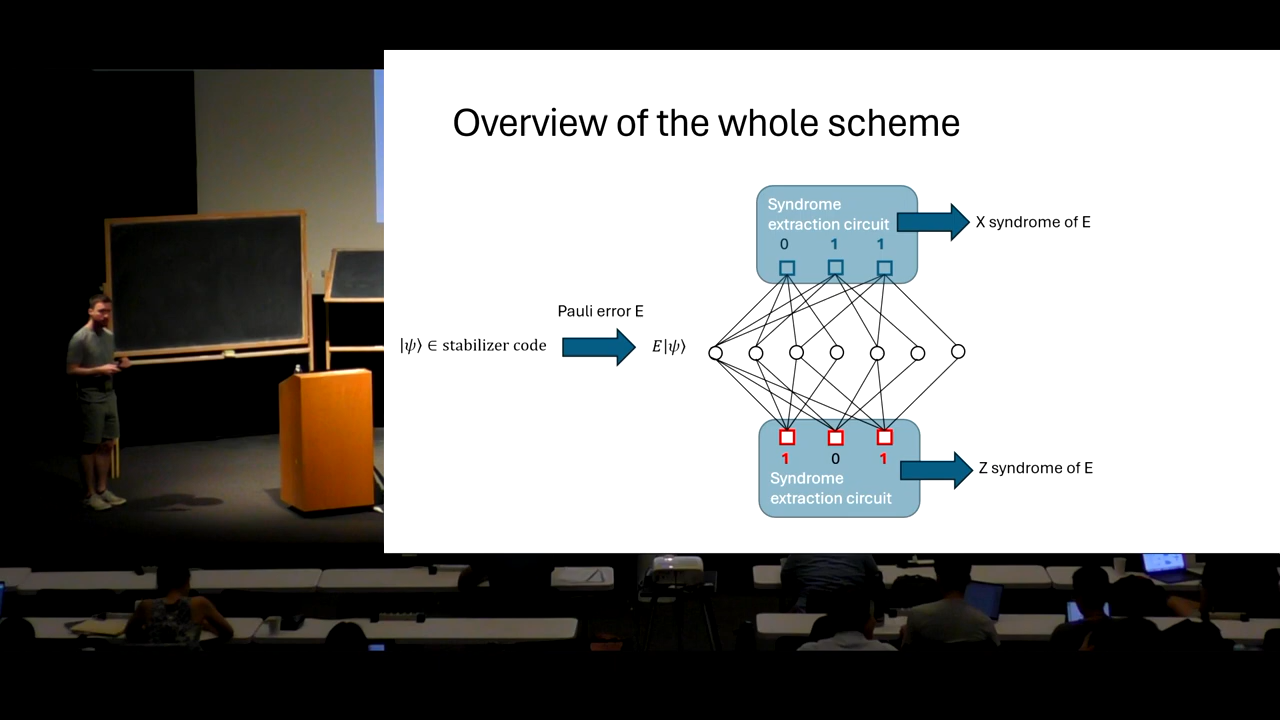 Overview of the whole scheme
Syndrome
extraction circuit
0 1 1
X syndrome of E
Pauli error E
|ψ⟩ ∈ stabilizer code
E|ψ⟩
1 0 1
Syndrome
extraction circuit
Z syndrome of E